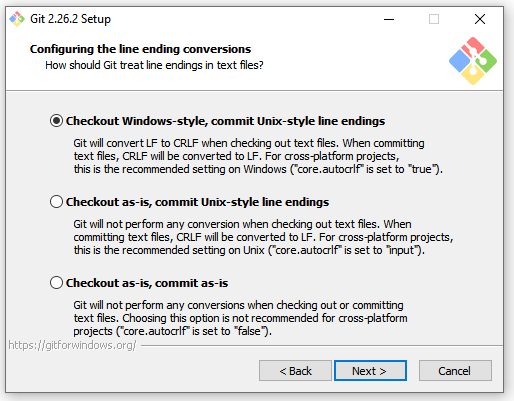 Git 2.26.2 Setup
Configuring the line ending conversions
How should Git treat line endings in text files?
Checkout Windows-style, commit Unix-style line endings
Git will convert LF to CRLF when checking out text files. When committing
text files, CRLF will be converted to LF. For cross-platform projects,
this is the recommended setting on Windows ("core.autocrlf" is set to "true").
Checkout as-is, commit Unix-style line endings
Git will not perform any conversion when checking out text files. When
committing text files, CRLF will be converted to LF. For cross-platform projects,
this is the recommended setting on Unix ("core.autocrlf" is set to "input").
Checkout as-is, commit as-is
Git will not perform any conversions when checking out or committing
text files. Choosing this option is not recommended for cross-platform
projects ("core.autocrlf" is set to "false").
https://gitforwindows.org/
< Back Next > Cancel